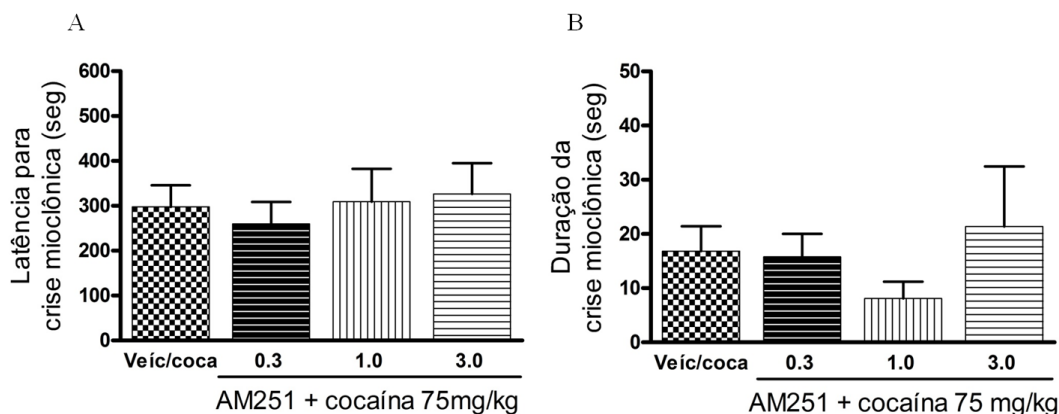 A
Latência para
crise mioclônica (seg)
600
500
400
300
200
100
0
Veíc/coca 0.3 1.0 3.0
AM251 + cocaína 75mg/kg
B
Duração da
crise mioclônica (seg)
50
40
30
20
10
0
Veíc/coca 0.3 1.0 3.0
AM251 + cocaína 75 mg/kg